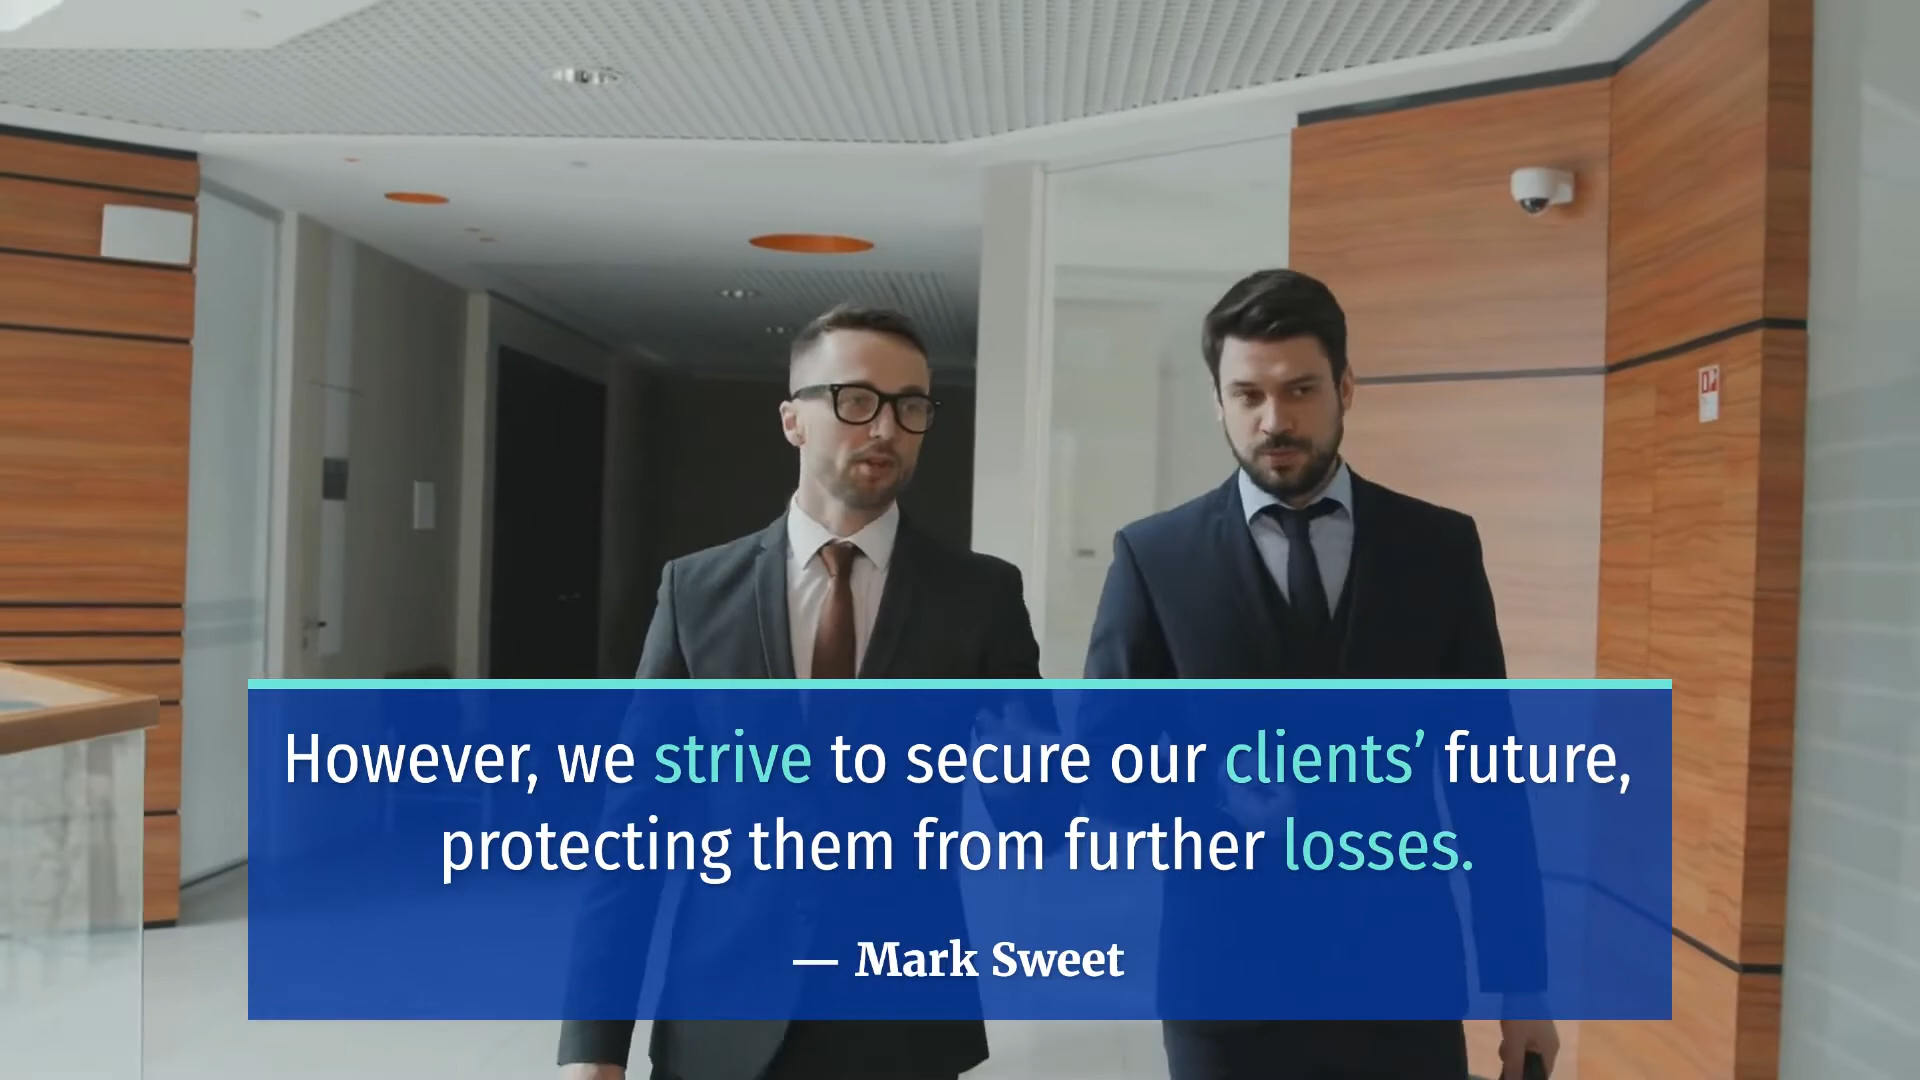 However, we strive to secure our clients’ future,
protecting them from further losses.
— Mark Sweet